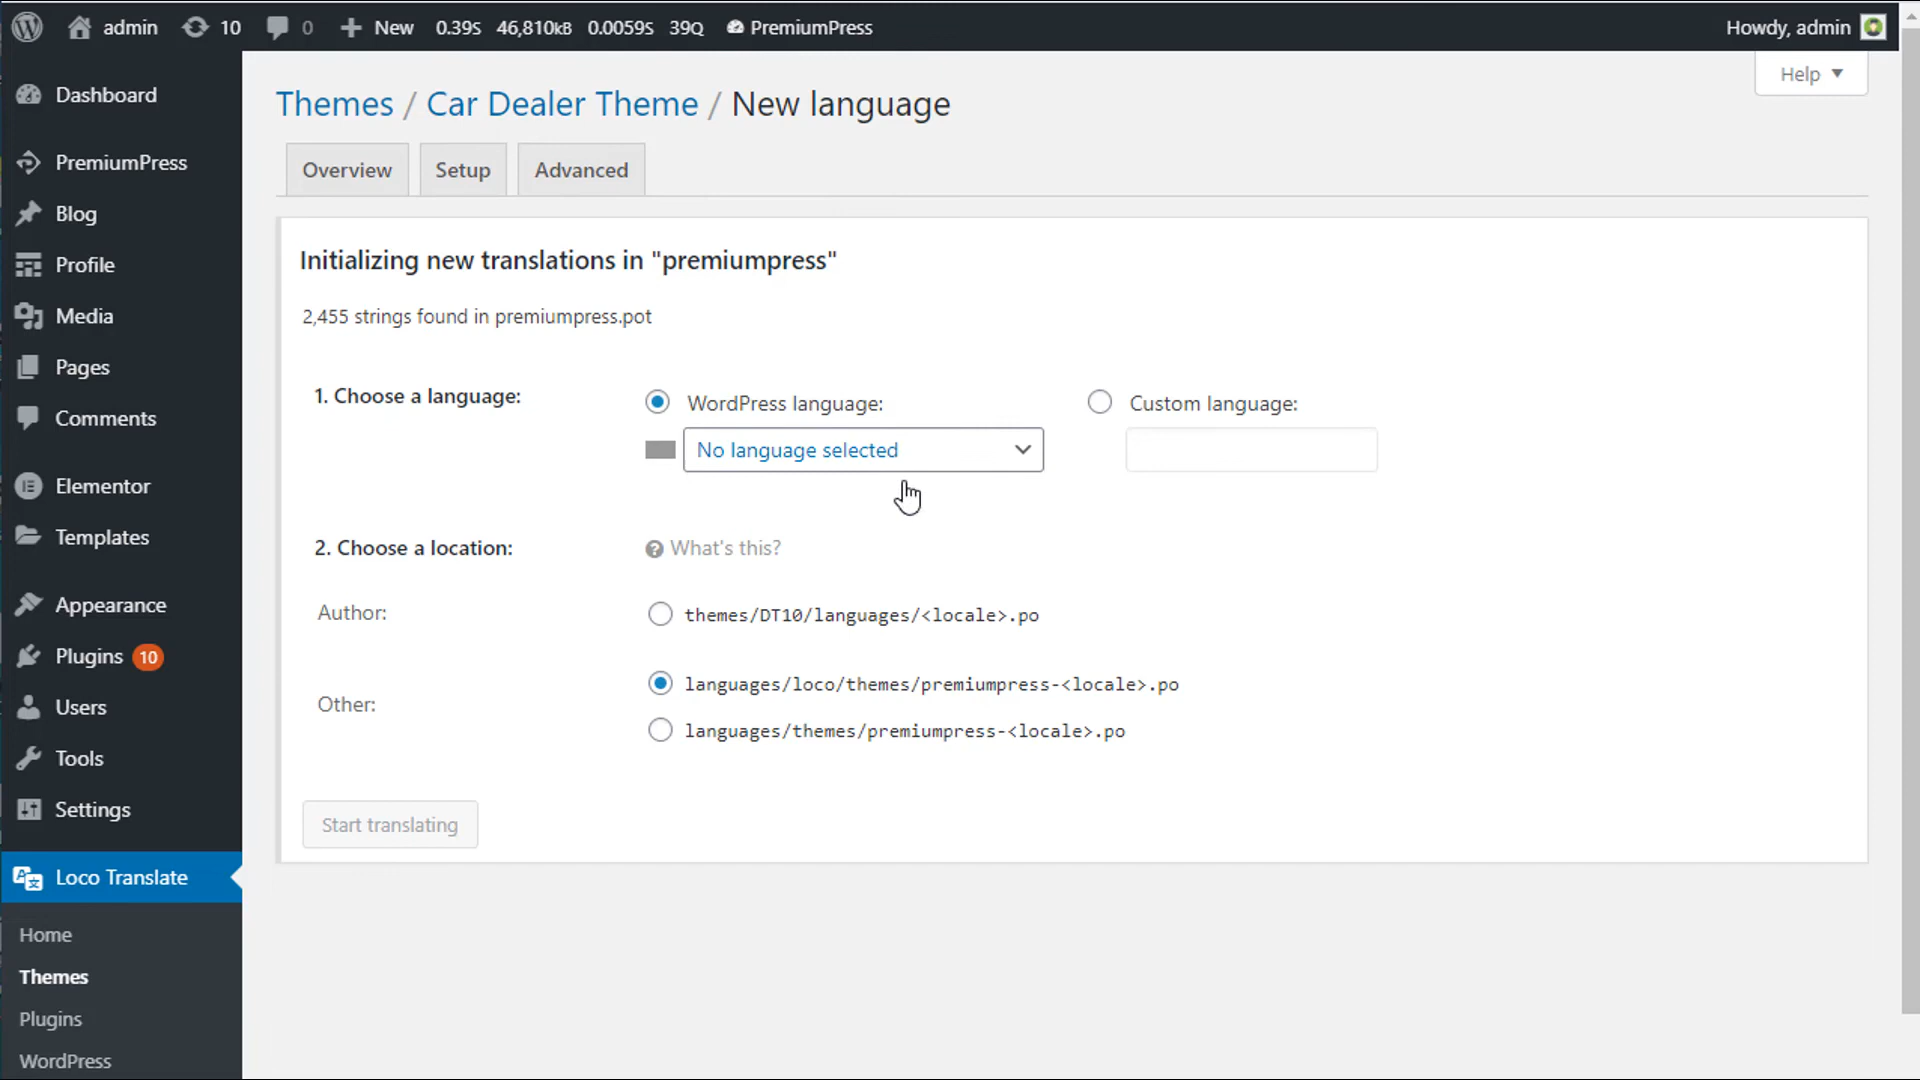 admin 10 0 New 0.39S 46,810kB 0.0059S 39Q PremiumPress Howdy, admin
Help
Dashboard
PremiumPress
Blog
Profile
Media
Pages
Comments
Elementor
Templates
Appearance
Plugins 10
Users
Tools
Settings
Loco Translate
Home
Themes
Plugins
WordPress
Themes / Car Dealer Theme / New language
Overview Setup Advanced
Initializing new translations in "premiumpress"
2,455 strings found in premiumpress.pot
1. Choose a language:
WordPress language: Custom language:
No language selected
2. Choose a location: What's this?
Author: themes/DT10/languages/<locale>.po
Other:
languages/loco/themes/premiumpress-<locale>.po
languages/themes/premiumpress-<locale>.po
Start translating